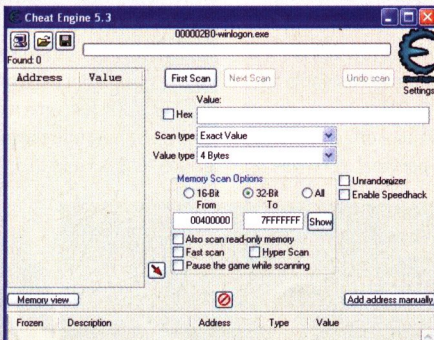 Cheat Engine 5.3
000002B0-winlogon.exe
Found: 0
Address Value
First Scan Next Scan Undo scan
Settings
Value:
Hex
Scan type Exact Value
Value type 4 Bytes
Memory Scan Options
16-Bit 32-Bit All
From To
00400000 7FFFFFFF Show
Also scan read-only memory
Fast scan Hyper Scan
Pause the game while scanning
Unrandomizer
Enable Speedhack
Memory view Add address manually
Frozen Description Address Type Value